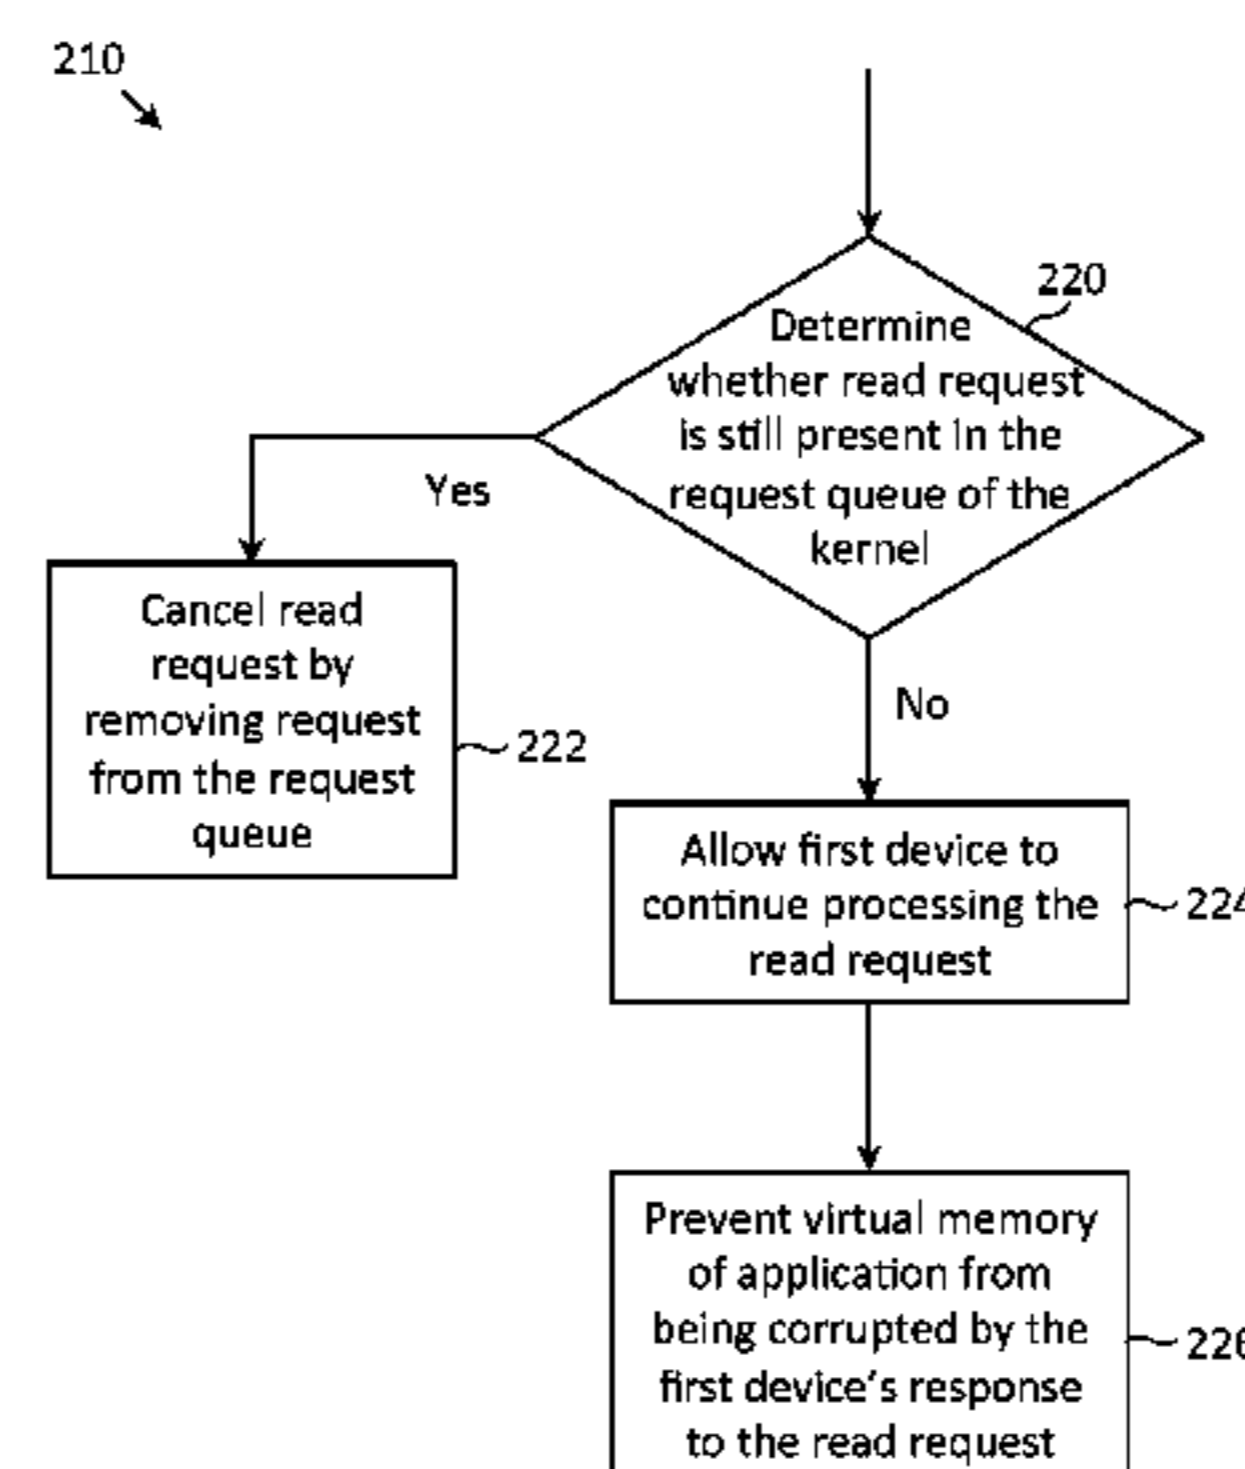 210
220
Determine
whether read request
is still present in the
request queue of the
kernel
Yes
Cancel read
request by
removing request
from the request
queue
222
No
Allow first device to
continue processing the
read request
224
Prevent virtual memory
of application from
being corrupted by the
first device's response
to the read request
226